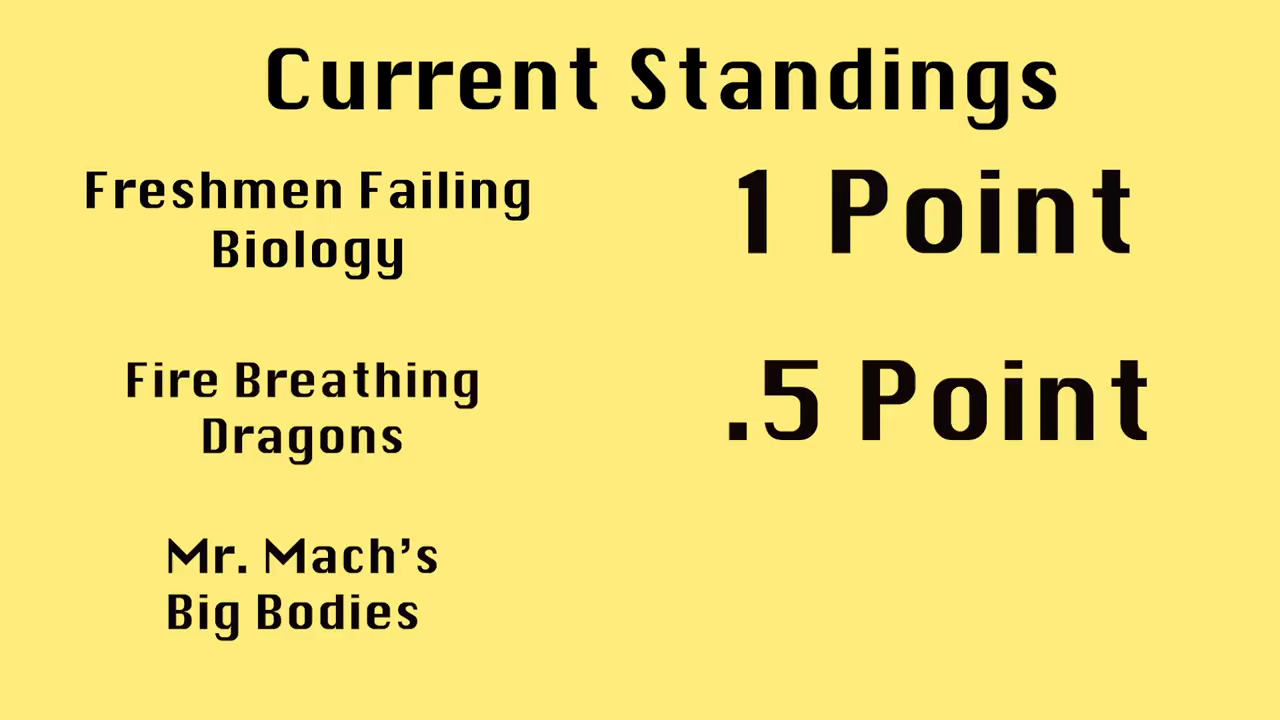 Current Standings
Freshmen Failing
Biology
1 Point
Fire Breathing
Dragons
.5 Point
Mr. Mach's
Big Bodies